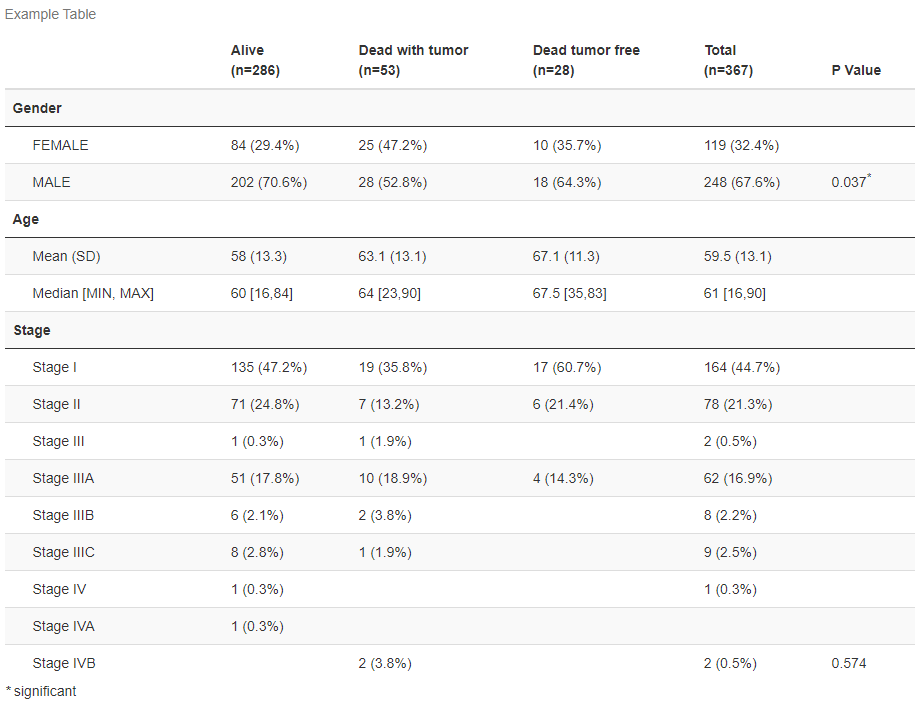 Example Table
Alive Dead with tumor Dead tumor free Total
(n=286) (n=53) (n=28) (n=367) P Value
Gender
FEMALE 84 (29.4%) 25 (47.2%) 10 (35.7%) 119 (32.4%)
MALE 202 (70.6%) 28 (52.8%) 18 (64.3%) 248 (67.6%) 0.037*
Age
Mean (SD) 58 (13.3) 63.1 (13.1) 67.1 (11.3) 59.5 (13.1)
Median [MIN, MAX] 60 [16,84] 64 [23,90] 67.5 [35,83] 61 [16,90]
Stage
Stage I 135 (47.2%) 19 (35.8%) 17 (60.7%) 164 (44.7%)
Stage II 71 (24.8%) 7 (13.2%) 6 (21.4%) 78 (21.3%)
Stage III 1 (0.3%) 1 (1.9%) 2 (0.5%)
Stage IIIA 51 (17.8%) 10 (18.9%) 4 (14.3%) 62 (16.9%)
Stage IIIB 6 (2.1%) 2 (3.8%) 8 (2.2%)
Stage IIIC 8 (2.8%) 1 (1.9%) 9 (2.5%)
Stage IV 1 (0.3%) 1 (0.3%)
Stage IVA 1 (0.3%)
Stage IVB 2 (3.8%) 2 (0.5%) 0.574
* significant